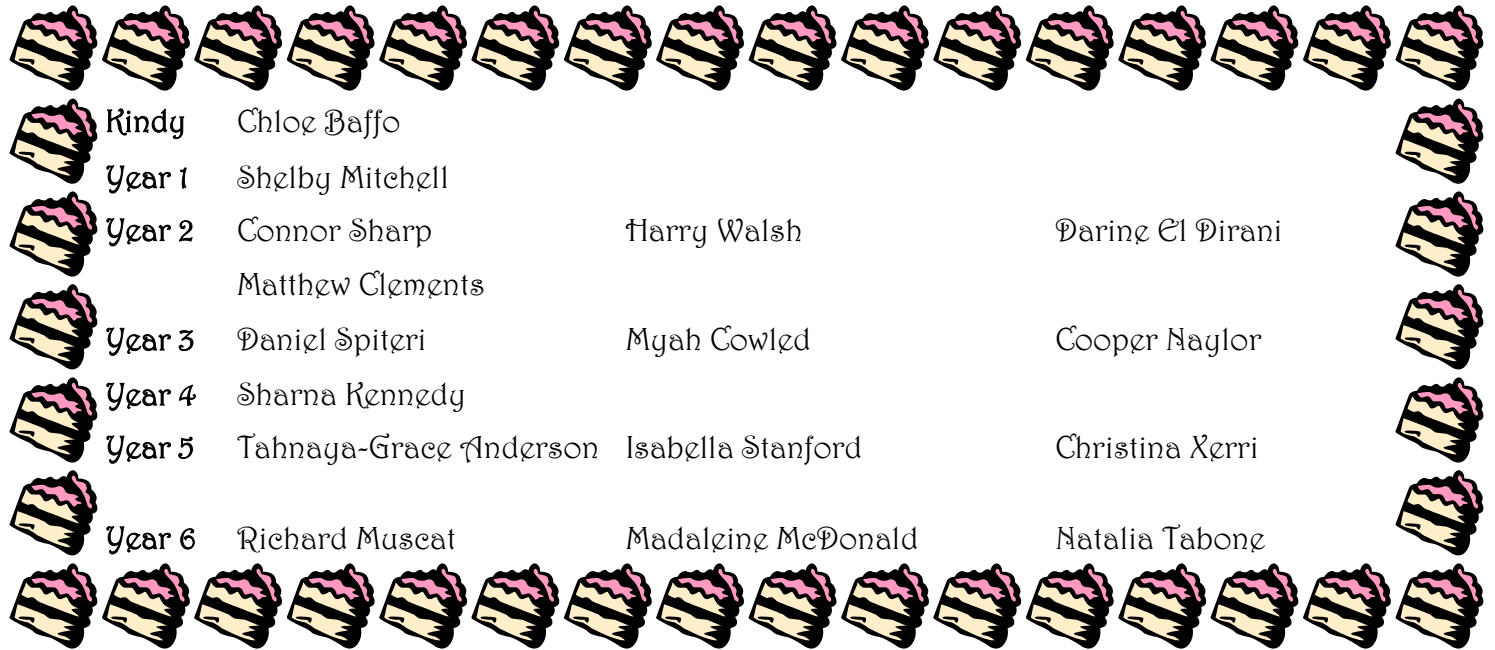 Kindy Chloe Baffo
Year 1 Shelby Mitchell
Year 2 Connor Sharp Harry Walsh Darine El Dirani
Matthew Clements
Year 3 Daniel Spiteri Myah Cowled Cooper Naylor
Year 4 Sharna Kennedy
Year 5 Tahnaya-Grace Anderson Isabella Stanford Christina Xerri
Year 6 Richard Muscat Madaleine McDonald Natalia Tabone